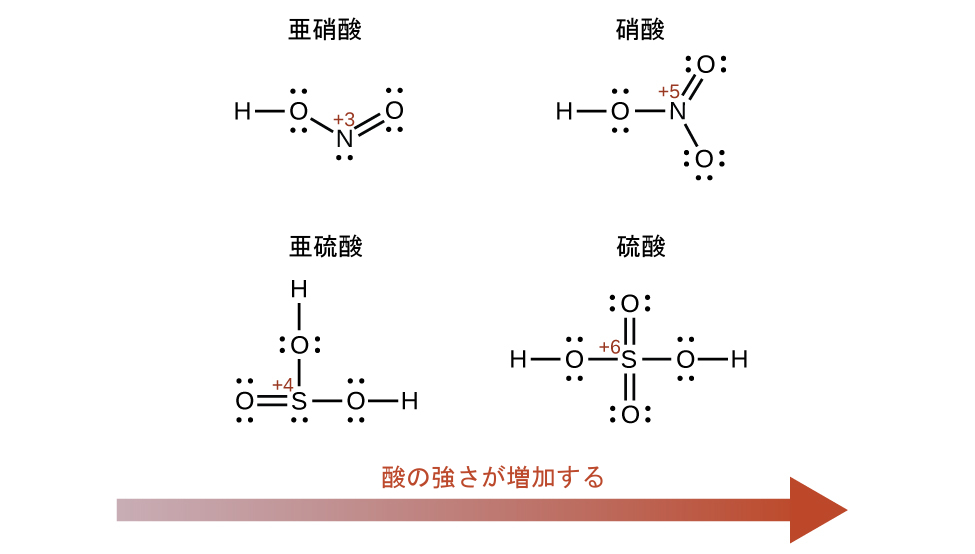 亜硝酸
硝酸
H O +3 N O
H O +5 N O O
亜硫酸
硫酸
H
O
O +4 S O H
O
H O +6 S O H
O
酸の強さが増加する